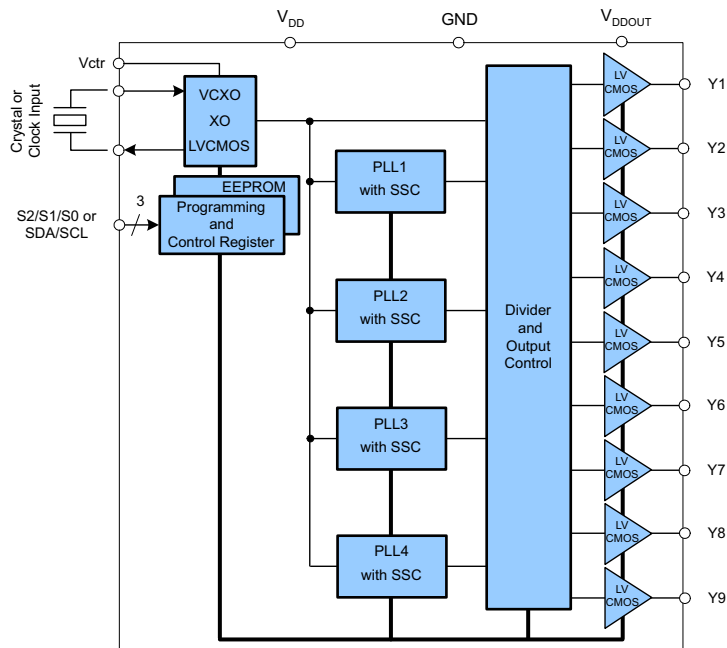 VDD
GND
VDDOUT
Vctr
Crystal or
Clock Input
VCXO
XO
LVCMOS
EEPROM
Programming
and
Control Register
S2/S1/S0 or
SDA/SCL
3
PLL1
with SSC
PLL2
with SSC
PLL3
with SSC
PLL4
with SSC
Divider
and
Output
Control
LV
CMOS
Y1
LV
CMOS
Y2
LV
CMOS
Y3
LV
CMOS
Y4
LV
CMOS
Y5
LV
CMOS
Y6
LV
CMOS
Y7
LV
CMOS
Y8
LV
CMOS
Y9